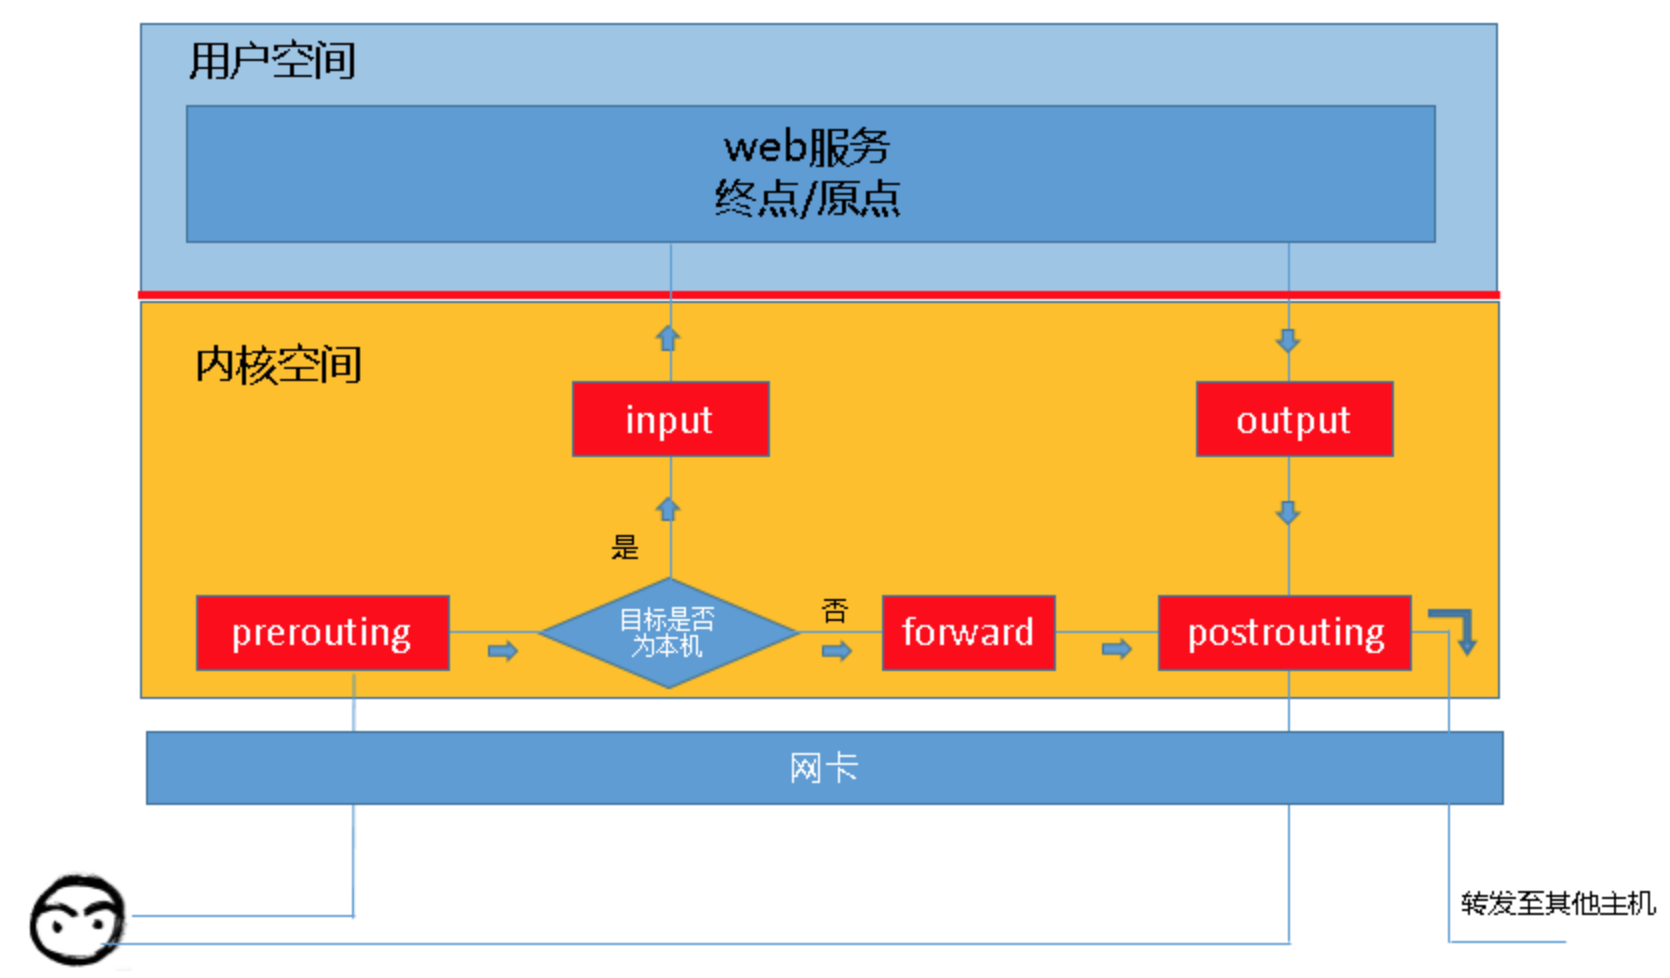 用户空间
web服务
终点/原点
内核空间
input
output
是
prerouting
目标是否
为本机
否
forward
postrouting
网卡
转发至其他主机